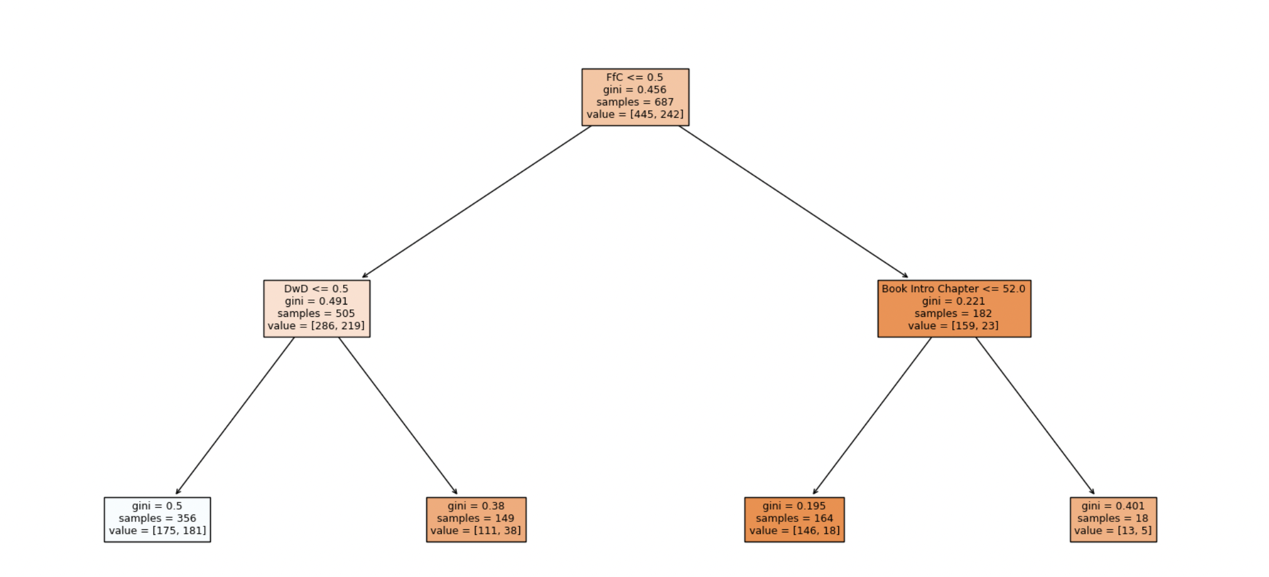 FfC <= 0.5
gini = 0.456
samples = 687
value = [445, 242]
DwD <= 0.5
gini = 0.491
samples = 505
value = [286, 219]
Book Intro Chapter <= 52.0
gini = 0.221
samples = 182
value = [159, 23]
gini = 0.5
samples = 356
value = [175, 181]
gini = 0.38
samples = 149
value = [111, 38]
gini = 0.195
samples = 164
value = [146, 18]
gini = 0.401
samples = 18
value = [13, 5]